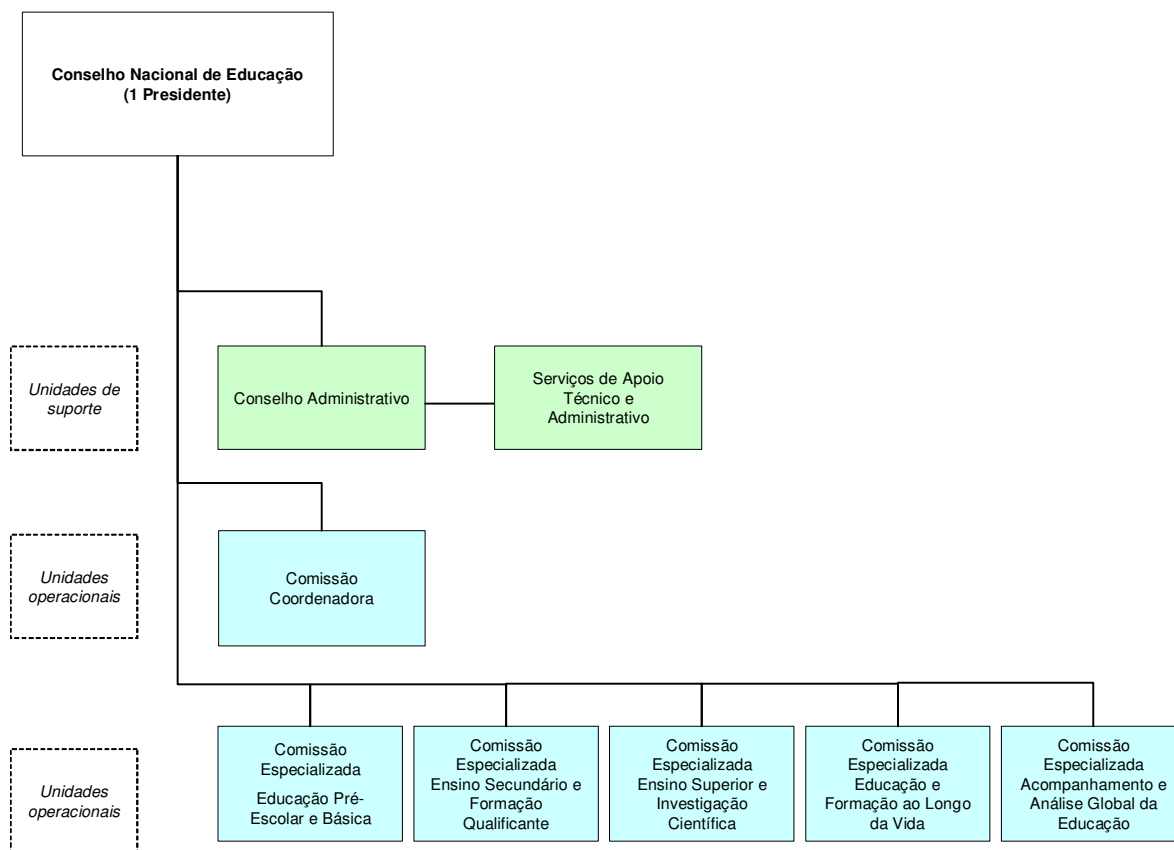 Conselho Nacional de Educação
(1 Presidente)
Unidades de
suporte
Conselho Administrativo
Serviços de Apoio
Técnico e
Administrativo
Unidades
operacionais
Comissão
Coordenadora
Unidades
operacionais
Comissão
Especializada
Educação Pré-
Escolar e Básica
Comissão
Especializada
Ensino Secundário e
Formação
Qualificante
Comissão
Especializada
Ensino Superior e
Investigação
Científica
Comissão
Especializada
Educação e
Formação ao Longo
da Vida
Comissão
Especializada
Acompanhamento e
Análise Global da
Educação